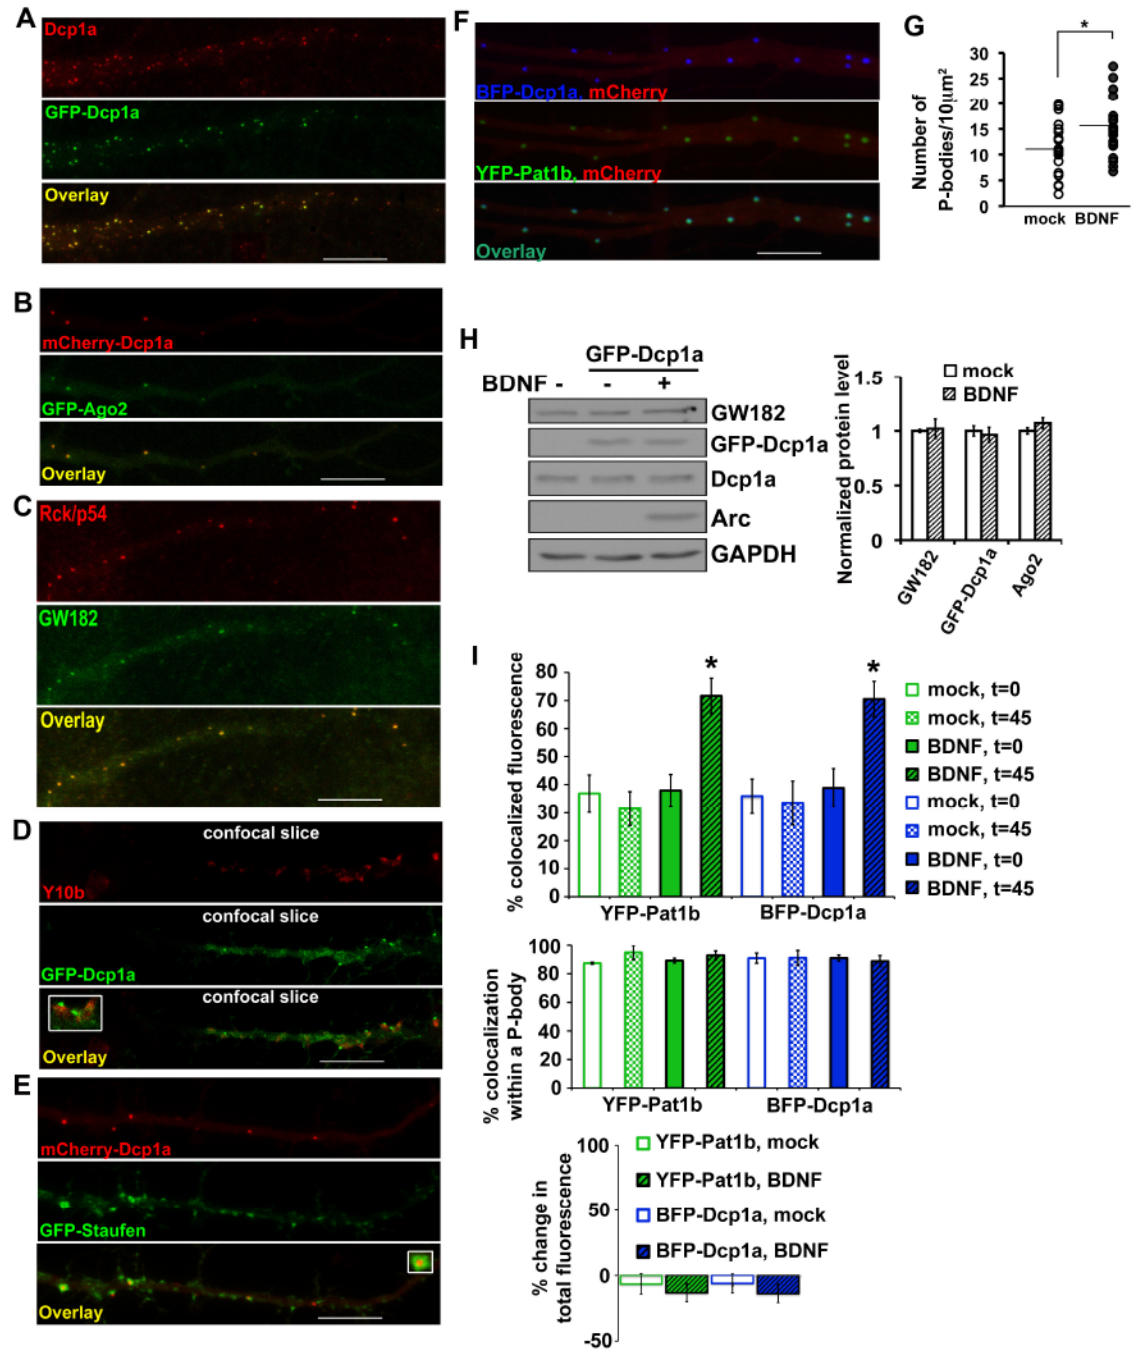 A
Dcp1a
GFP-Dcp1a
Overlay
B
mCherry-Dcp1a
GFP-Ago2
Overlay
C
Rck/p54
GW182
Overlay
D
confocal slice
Y10b
confocal slice
GFP-Dcp1a
confocal slice
Overlay
E
mCherry-Dcp1a
GFP-Staufen
Overlay
F
BFP-Dcp1a, mCherry
YFP-Pat1b, mCherry
Overlay
G
*
Number of
P-bodies/10µm²
30
25
20
15
10
5
0
mock BDNF
H
GFP-Dcp1a
BDNF - - +
GW182
GFP-Dcp1a
Dcp1a
Arc
GAPDH
Normalized protein level
1.5
1
0.5
0
mock
BDNF
GW182
GFP-Dcp1a
Ago2
I
% colocalized fluorescence
80
70
60
50
40
30
20
10
0
* *
YFP-Pat1b BFP-Dcp1a
mock, t=0
mock, t=45
BDNF, t=0
BDNF, t=45
mock, t=0
mock, t=45
BDNF, t=0
BDNF, t=45
% colocalization
within a P-body
100
80
60
40
20
0
YFP-Pat1b BFP-Dcp1a
% change in
total fluorescence
100
50
0
-50
YFP-Pat1b, mock
YFP-Pat1b, BDNF
BFP-Dcp1a, mock
BFP-Dcp1a, BDNF